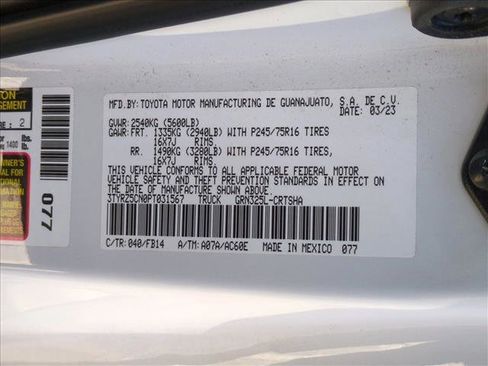 MFD.BY: TOYOTA MOTOR MANUFACTURING DE GUANAJUATO, S.A. DE C.V.
DATE: 03/23
GVWR: 2540KG (5600LB)
GAWR: FRT. 1335KG (2940LB) WITH P245/75R16 TIRES
16X7J RIMS,
RR. 1490KG (3280LB) WITH P245/75R16 TIRES,
16X7J RIMS.
THIS VEHICLE CONFORMS TO ALL APPLICABLE FEDERAL MOTOR
VEHICLE SAFETY AND THEFT PREVENTION STANDARDS IN EFFECT ON THE
DATE OF MANUFACTURE SHOWN ABOVE.
3TYRZ5CN0PT031567 TRUCK GRN325L-CRTSHA
C/TR: 040/FB14 A/TM: A07A/AC60E MADE IN MEXICO 077
077